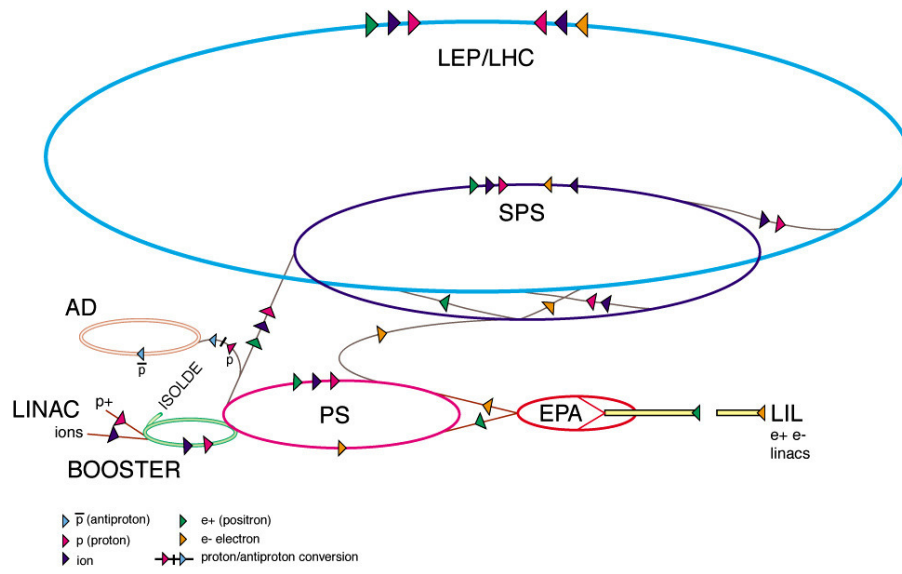 LEP/LHC
SPS
AD
p̅
p
ISOLDE
LINAC
p+
ions
BOOSTER
PS
EPA
LIL
e+ e-
linacs
p̅ (antiproton)
p (proton)
ion
e+ (positron)
e- electron
proton/antiproton conversion